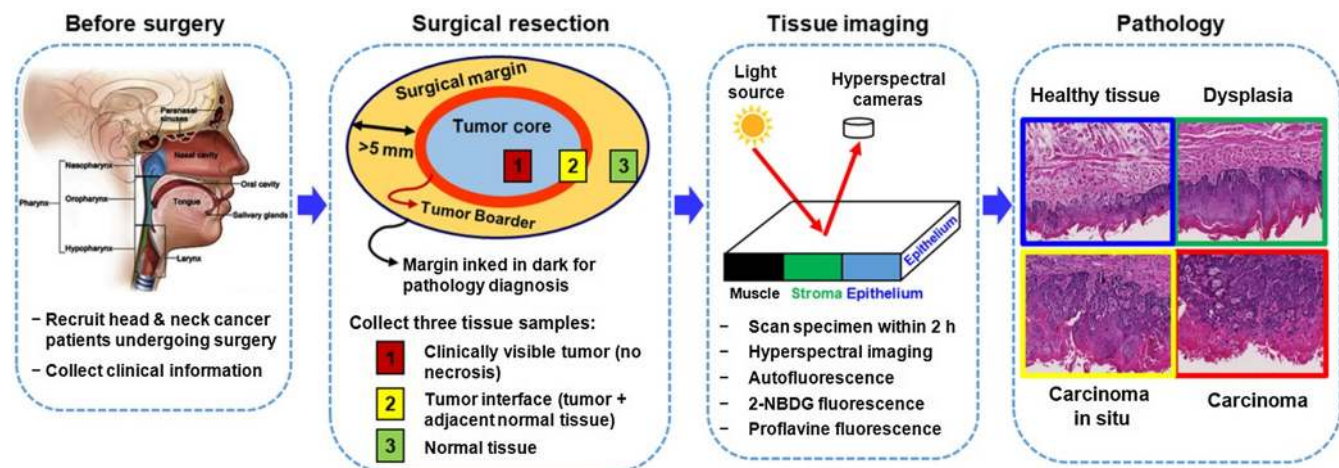 Before surgery
Paranasal
sinuses
Nasal cavity
Nasopharynx
Oral cavity
Oropharynx
Tongue
Pharynx
Salivary glands
Hypopharynx
Larynx
− Recruit head & neck cancer
patients undergoing surgery
− Collect clinical information
Surgical resection
Surgical margin
Tumor core
>5 mm
1
2
3
Tumor Boarder
Margin inked in dark for
pathology diagnosis
Collect three tissue samples:
1 Clinically visible tumor (no
necrosis)
2 Tumor interface (tumor +
adjacent normal tissue)
3 Normal tissue
Tissue imaging
Light
source
Hyperspectral
cameras
Epithelium
Muscle Stroma Epithelium
− Scan specimen within 2 h
− Hyperspectral imaging
− Autofluorescence
− 2-NBDG fluorescence
− Proflavine fluorescence
Pathology
Healthy tissue
Dysplasia
Carcinoma
in situ
Carcinoma